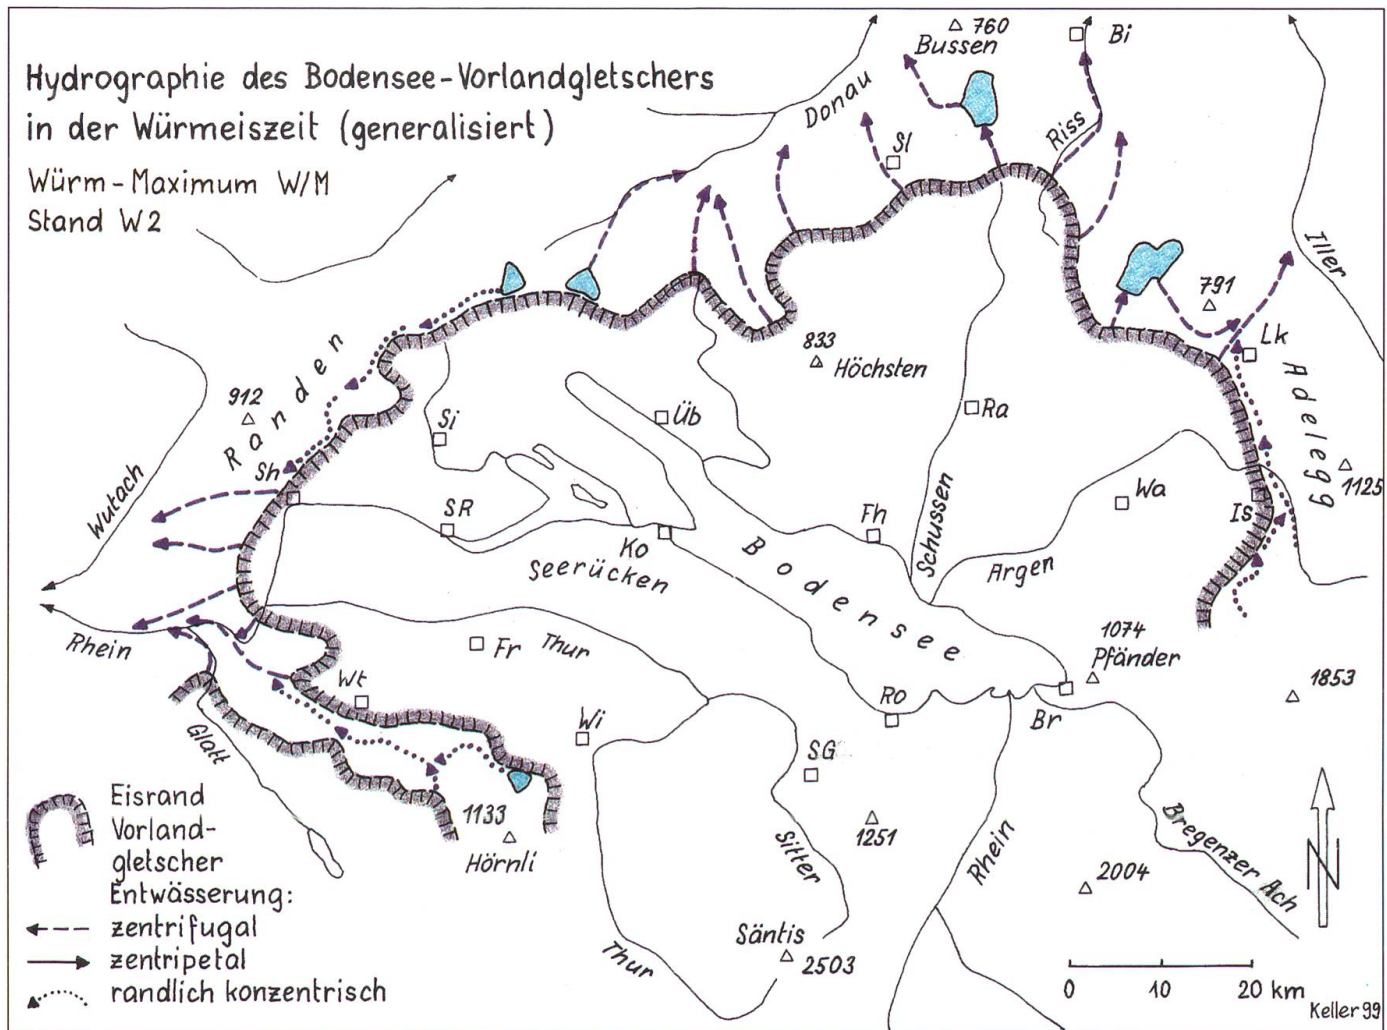 Hydrographie des Bodensee-Vorlandgletschers
in der Würmeiszeit (generalisiert)
Würm-Maximum W/M
Stand W2
760
Bussen
Bi
Donau
Riss
Sl
Iller
791
Lk
Adelegg
1125
833
Höchsten
Randen
912
Sh
Wutach
Si
Üb
Ra
Wa
Is
SR
Ko
Fh
Schussen
Argen
Seerücken
Bodensee
Rhein
Fr
Thur
1074
Pfänder
1853
Wt
Glatt
Wi
Ro
Br
SG
1251
Sitter
Rhein
Bregenzer Ach
2004
1133
Hörnli
Thur
Säntis
2503
N
Eisrand
Vorland-
gletscher
Entwässerung:
zentrifugal
zentripetal
randlich konzentrisch
0 10 20 km
Keller 99